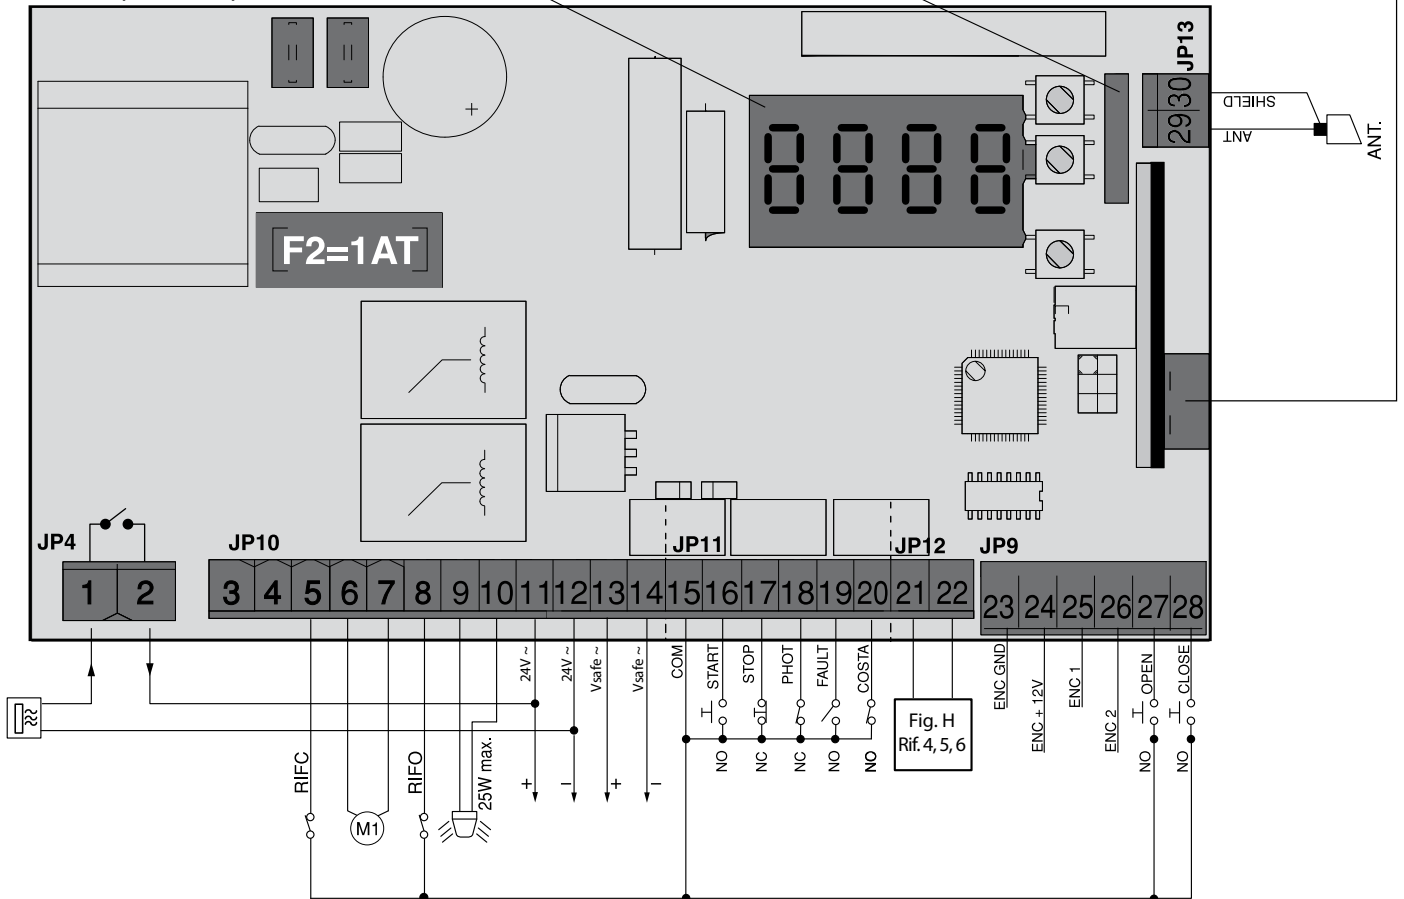 JP13
29 30
SHIELD
ANT
ANT.
+
8888
F2=1AT
JP4
JP10
JP11
JP12
JP9
1 2
3 4 5 6 7 8 9 10 11 12 13 14 15 16 17 18 19 20 21 22
23 24 25 26 27 28
24V ~
24V ~
Vsafe ~
Vsafe ~
COM
START
STOP
PHOT
FAULT
COSTA
ENC GND
ENC + 12V
ENC 1
ENC 2
OPEN
CLOSE
Fig. H
Rif. 4, 5, 6
NO
NC
NC
NO
NO
NO
NO
RIFC
M1
RIFO
25W max.
+
–
+
–